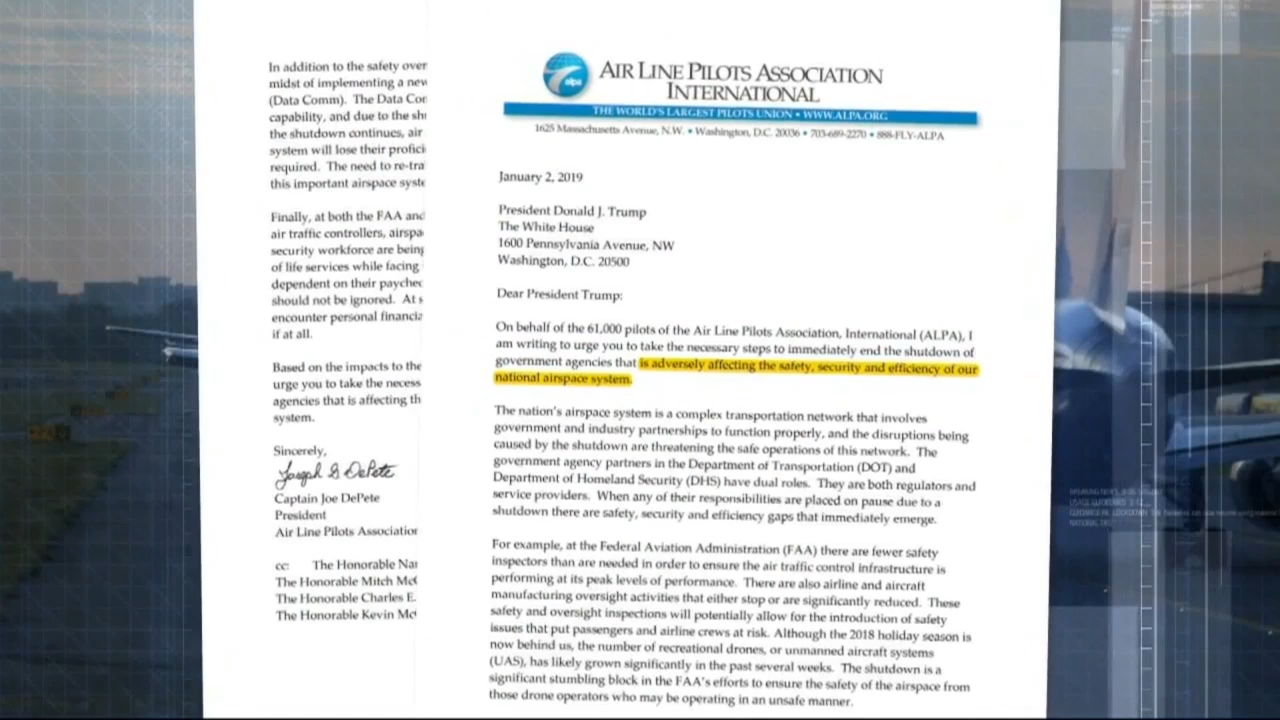 In addition to the safety over
midst of implementing a new
(Data Comm). The Data Cor
capability, and due to the sh
the shutdown continues, air
system will lose their profici
required. The need to re-tra
this important airspace syste
Finally, at both the FAA and
air traffic controllers, airspa
security workforce are being
of life services while facing
dependent on their paychec
should not be ignored. At s
encounter personal financia
if at all.
Based on the impacts to the
urge you to take the necess
agencies that is affecting th
system.
Sincerely,
Joseph G DePete
Captain Joe DePete
President
Air Line Pilots Association
cc: The Honorable Nan
The Honorable Mitch McC
The Honorable Charles E.
The Honorable Kevin McC
alpa
AIR LINE PILOTS ASSOCIATION
INTERNATIONAL
THE WORLD'S LARGEST PILOTS UNION • WWW.ALPA.ORG
1625 Massachusetts Avenue, N.W. • Washington, D.C. 20036 • 703-689-2270 • 888-FLY-ALPA
January 2, 2019
President Donald J. Trump
The White House
1600 Pennsylvania Avenue, NW
Washington, D.C. 20500
Dear President Trump:
On behalf of the 61,000 pilots of the Air Line Pilots Association, International (ALPA), I
am writing to urge you to take the necessary steps to immediately end the shutdown of
government agencies that is adversely affecting the safety, security and efficiency of our
national airspace system.
The nation's airspace system is a complex transportation network that involves
government and industry partnerships to function properly, and the disruptions being
caused by the shutdown are threatening the safe operations of this network. The
government agency partners in the Department of Transportation (DOT) and
Department of Homeland Security (DHS) have dual roles. They are both regulators and
service providers. When any of their responsibilities are placed on pause due to a
shutdown there are safety, security and efficiency gaps that immediately emerge.
For example, at the Federal Aviation Administration (FAA) there are fewer safety
inspectors than are needed in order to ensure the air traffic control infrastructure is
performing at its peak levels of performance. There are also airline and aircraft
manufacturing oversight activities that either stop or are significantly reduced. These
safety and oversight inspections will potentially allow for the introduction of safety
issues that put passengers and airline crews at risk. Although the 2018 holiday season is
now behind us, the number of recreational drones, or unmanned aircraft systems
(UAS), has likely grown significantly in the past several weeks. The shutdown is a
significant stumbling block in the FAA's efforts to ensure the safety of the airspace from
those drone operators who may be operating in an unsafe manner.